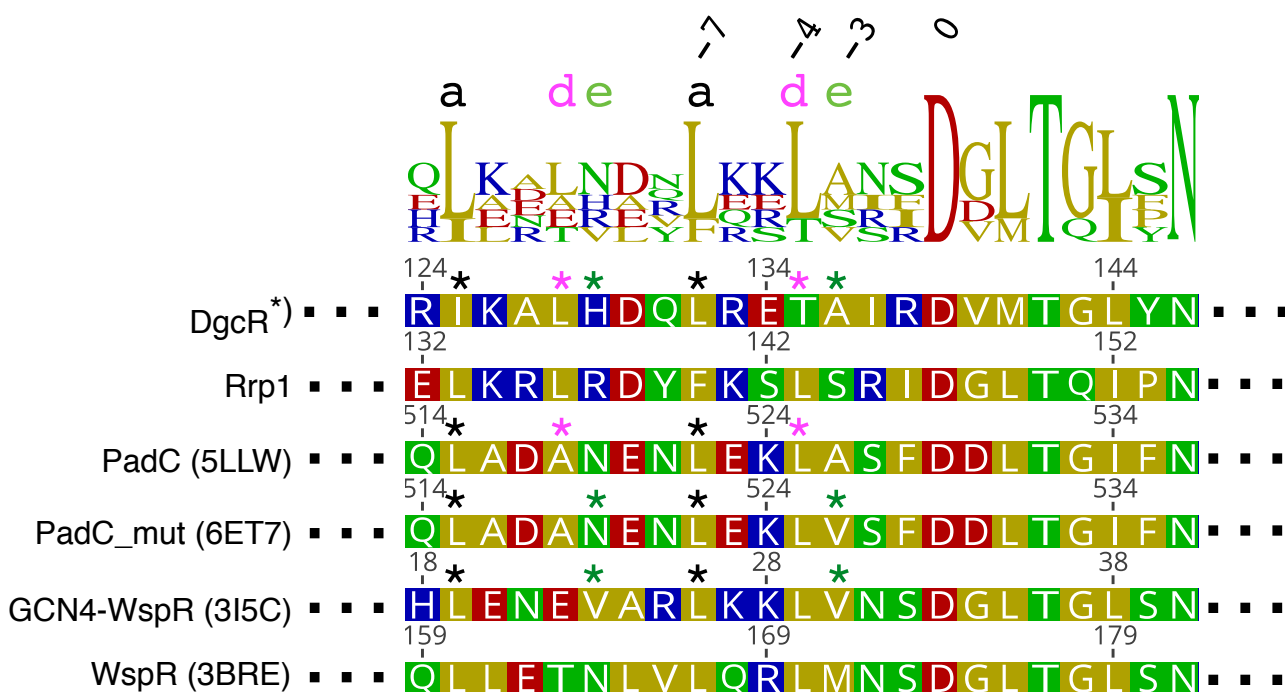 -7 -4 -3 0
a d e a d e
QLKALNDNLKKLANSDGLTGLSN
124 * * * * 134 * * 144
DgcR*) ··· RIKALHDQLRETAIRDVMTGLYN ···
132 142 152
Rrp1 ··· ELKRLRDYFKSLSRIDGLTQIPN ···
514 * * * 524 * 534
PadC (5LLW) ··· QLADANENLEKLASFDDLTGIFN ···
514 * * * 524 * 534
PadC_mut (6ET7) ··· QLADANENLEKLVSFDDLTGIFN ···
18 * * * 28 * 38
GCN4-WspR (3I5C) ··· HLENEVARLKKLVNSDGLTGLSN ···
159 169 179
WspR (3BRE) ··· QLLETNLVLQRLMNSDGLTGLSN ···